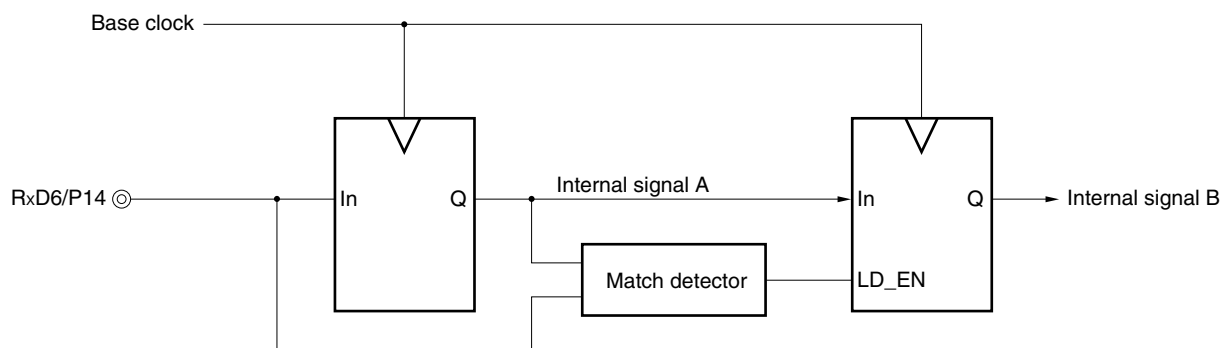 Base clock
RxD6/P14
In
Q
Internal signal A
In
Q
Internal signal B
Match detector
LD_EN